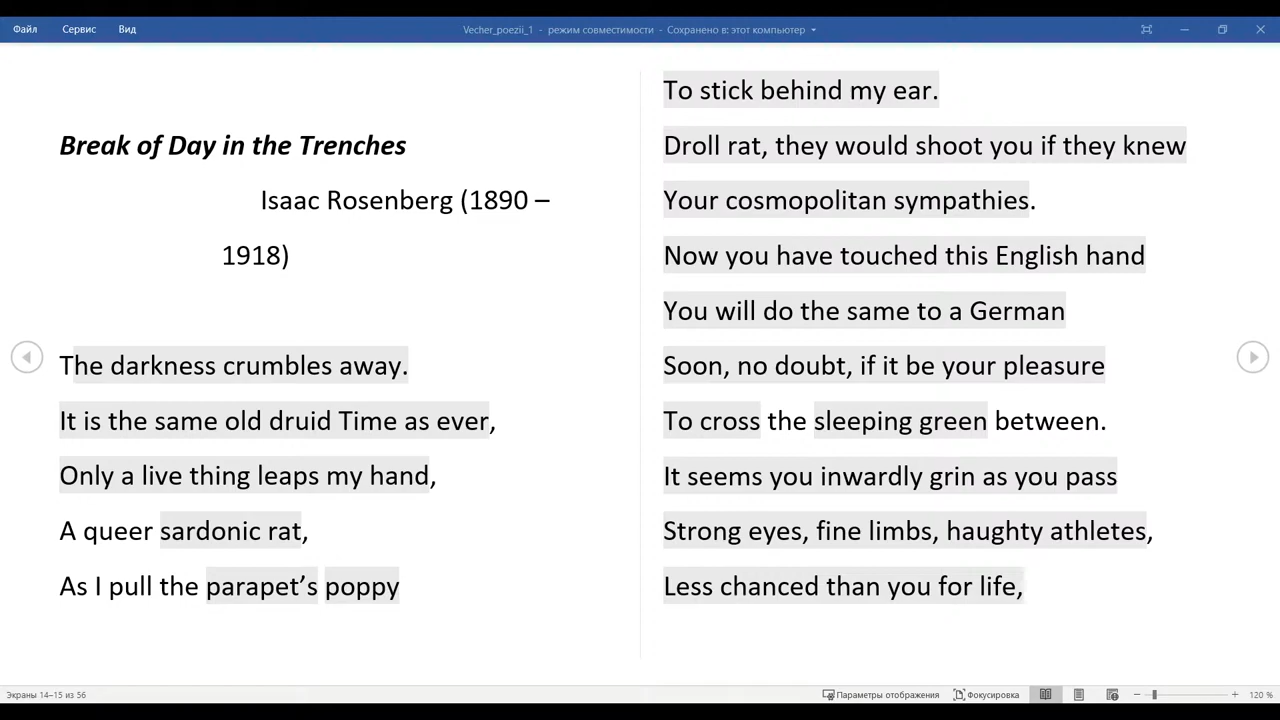 Файл Сервис Вид Vecher_poezii_1 - режим совместимости - Сохранено в: этот компьютер
Break of Day in the Trenches
Isaac Rosenberg (1890 –
1918)
The darkness crumbles away.
It is the same old druid Time as ever,
Only a live thing leaps my hand,
A queer sardonic rat,
As I pull the parapet’s poppy
To stick behind my ear.
Droll rat, they would shoot you if they knew
Your cosmopolitan sympathies.
Now you have touched this English hand
You will do the same to a German
Soon, no doubt, if it be your pleasure
To cross the sleeping green between.
It seems you inwardly grin as you pass
Strong eyes, fine limbs, haughty athletes,
Less chanced than you for life,
Экраны 14–15 из 56 Параметры отображения Фокусировка 120 %